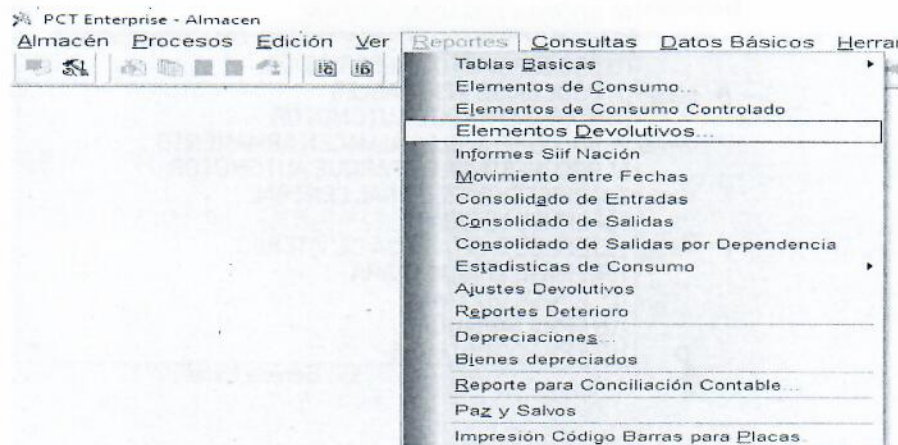 PCT Enterprise - Almacen
Almacén Procesos Edición Ver Reportes Consultas Datos Básicos Herra
Tablas Basicas
Elementos de Consumo...
Elementos de Consumo Controlado
Elementos Devolutivos...
Informes Siif Nación
Movimiento entre Fechas
Consolidado de Entradas
Consolidado de Salidas
Consolidado de Salidas por Dependencia
Estadisticas de Consumo
Ajustes Devolutivos
Reportes Deterioro
Depreciaciones...
Bienes depreciados
Reporte para Conciliación Contable...
Paz y Salvos
Impresión Código Barras para Placas